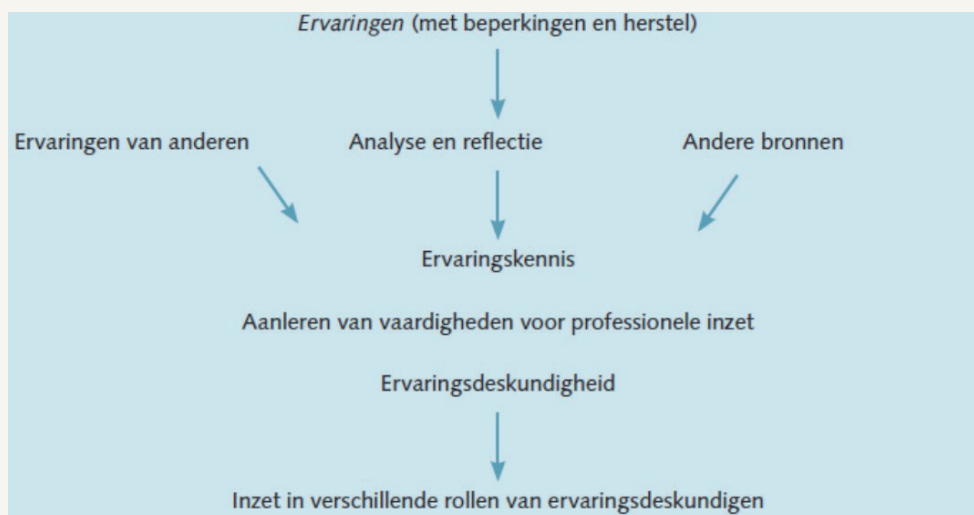 Ervaringen (met beperkingen en herstel)
Ervaringen van anderen
Analyse en reflectie
Andere bronnen
Ervaringskennis
Aanleren van vaardigheden voor professionele inzet
Ervaringsdeskundigheid
Inzet in verschillende rollen van ervaringsdeskundigen